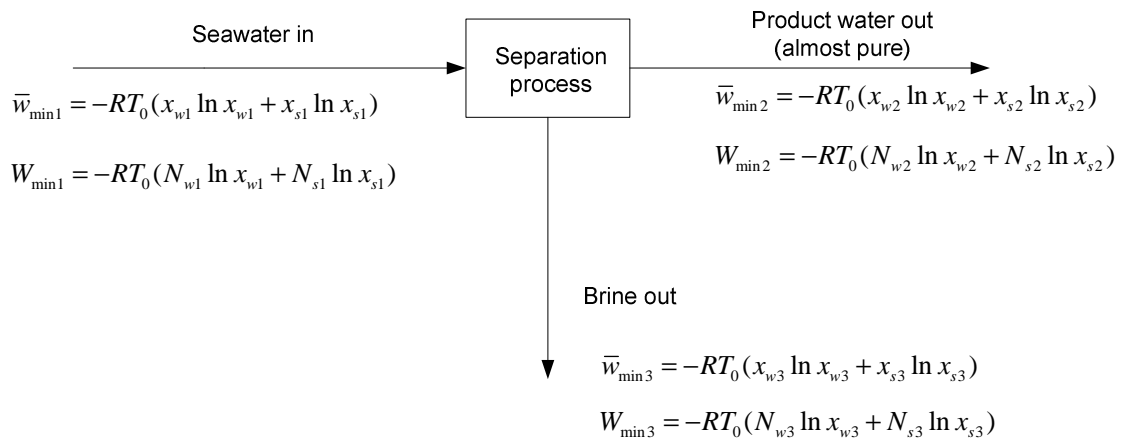 Seawater in
w̄min1 = −RT0(xw1 ln xw1 + xs1 ln xs1)
Wmin1 = −RT0(Nw1 ln xw1 + Ns1 ln xs1)
Separation
process
Product water out
(almost pure)
w̄min2 = −RT0(xw2 ln xw2 + xs2 ln xs2)
Wmin2 = −RT0(Nw2 ln xw2 + Ns2 ln xs2)
Brine out
w̄min3 = −RT0(xw3 ln xw3 + xs3 ln xs3)
Wmin3 = −RT0(Nw3 ln xw3 + Ns3 ln xs3)